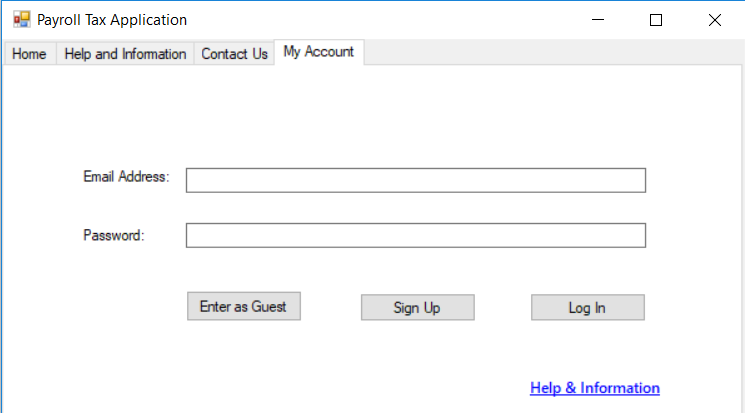 Payroll Tax Application
Home Help and Information Contact Us My Account
Email Address:
Password:
Enter as Guest Sign Up Log In
Help & Information